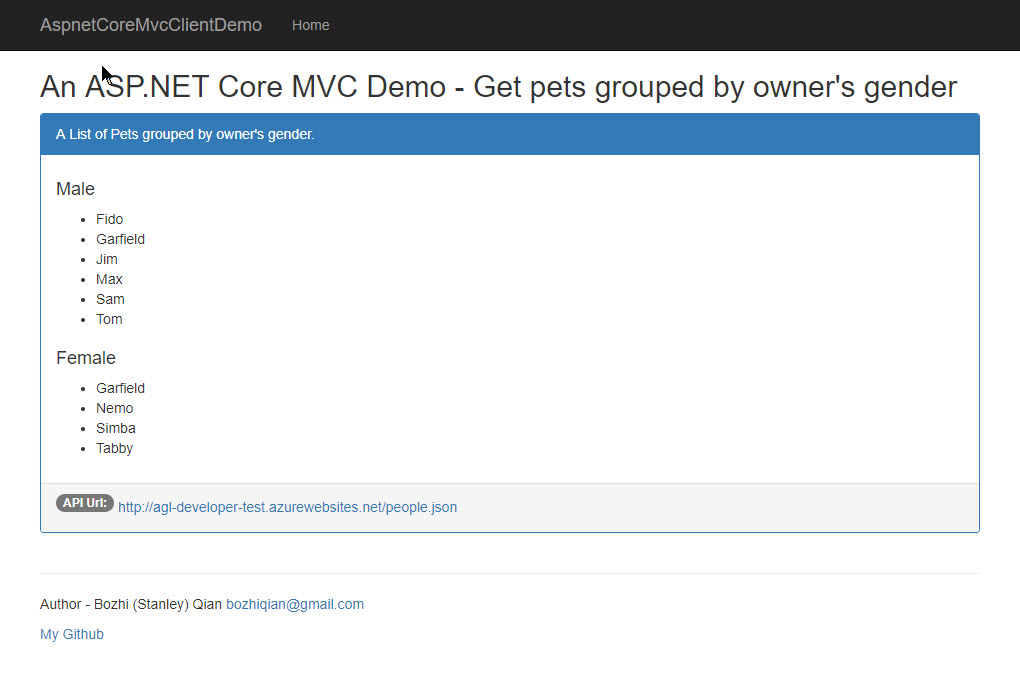 AspnetCoreMvcClientDemo Home
An ASP.NET Core MVC Demo - Get pets grouped by owner's gender
A List of Pets grouped by owner's gender.
Male
Fido
Garfield
Jim
Max
Sam
Tom
Female
Garfield
Nemo
Simba
Tabby
API Url: http://agl-developer-test.azurewebsites.net/people.json
Author - Bozhi (Stanley) Qian bozhiqian@gmail.com
My Github